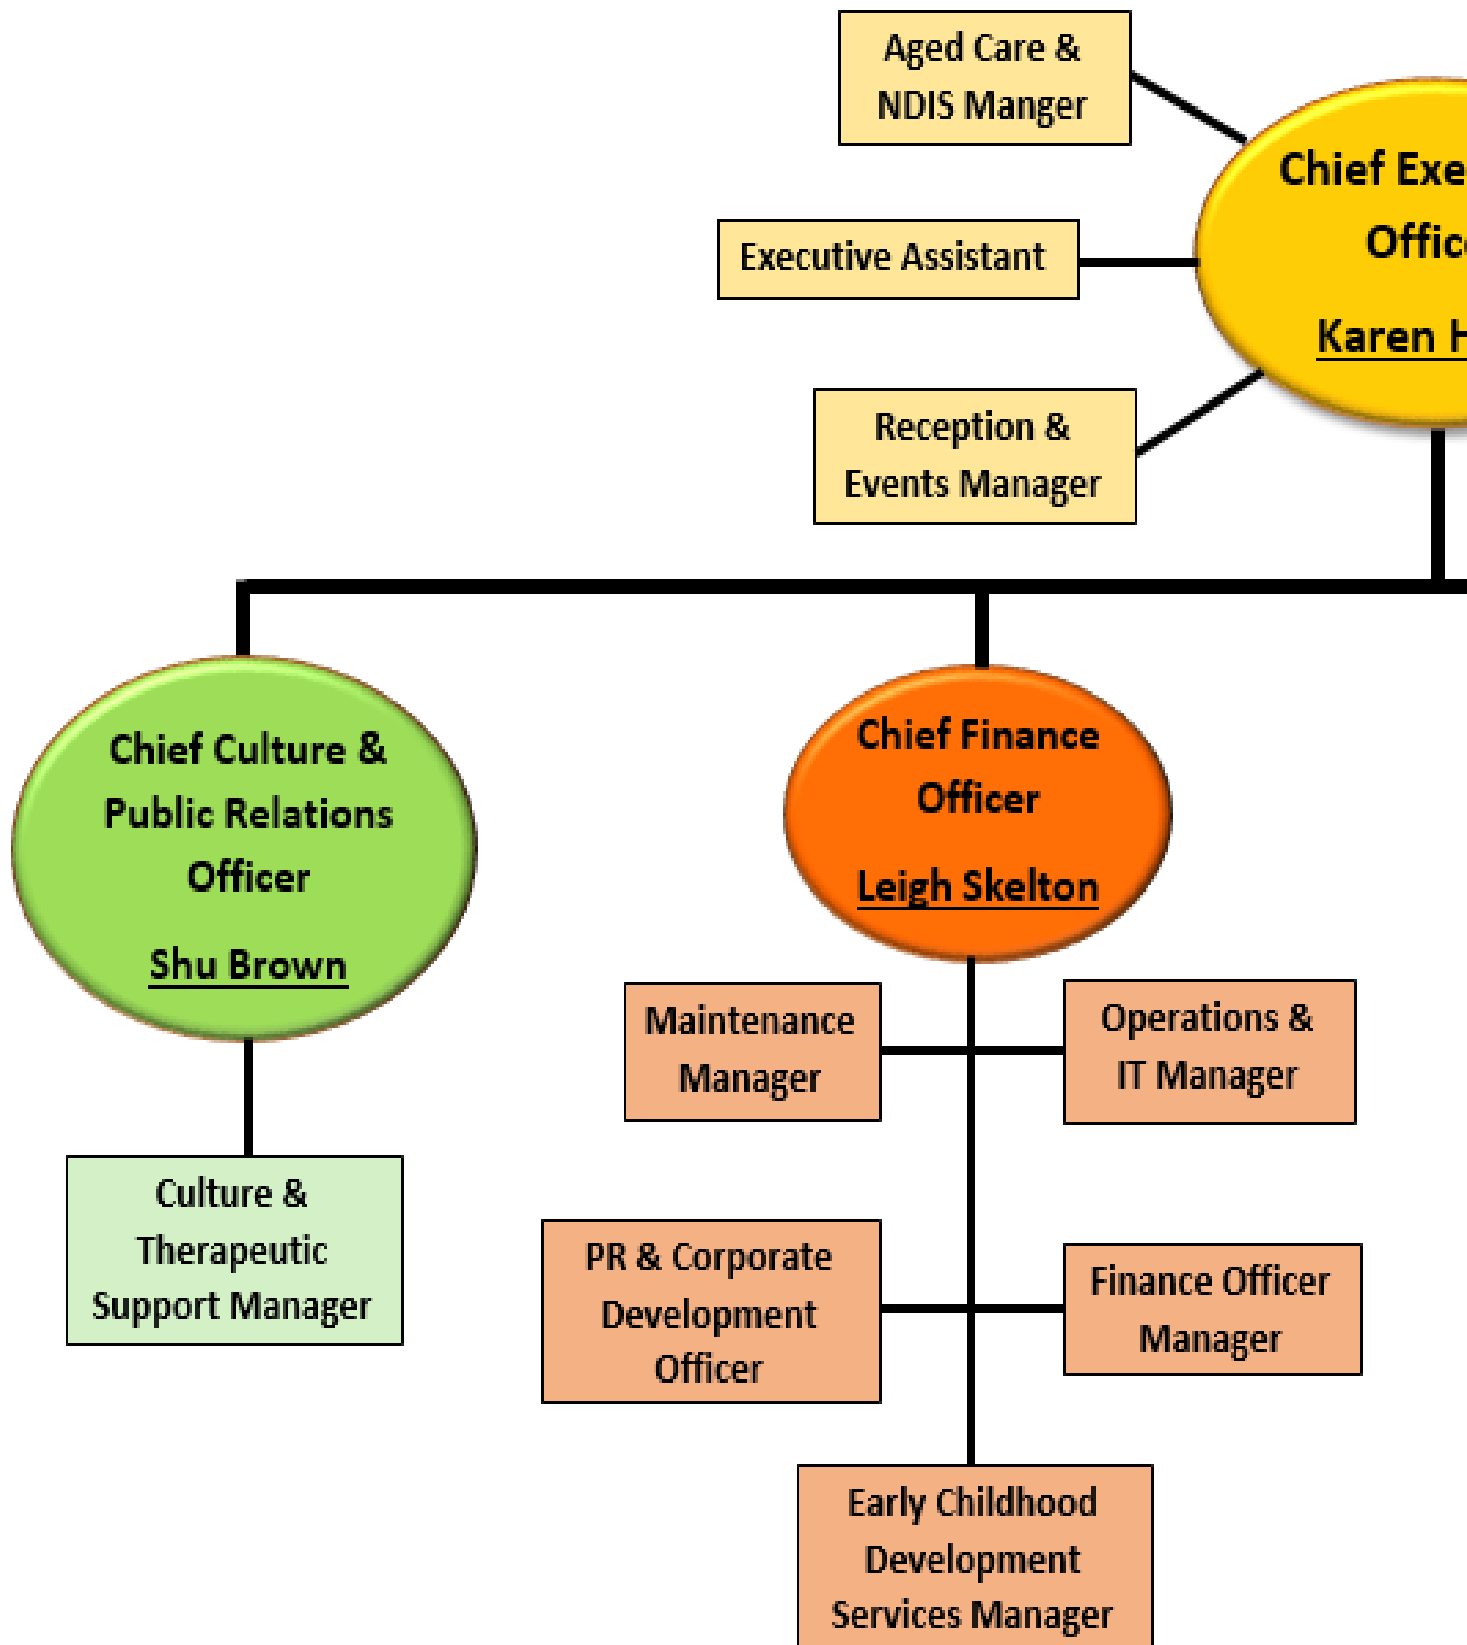 Aged Care &
NDIS Manger
Chief Exe
Offic
Karen H
Executive Assistant
Reception &
Events Manager
Chief Culture &
Public Relations
Officer
Shu Brown
Chief Finance
Officer
Leigh Skelton
Maintenance
Manager
Operations &
IT Manager
Culture &
Therapeutic
Support Manager
PR & Corporate
Development
Officer
Finance Officer
Manager
Early Childhood
Development
Services Manager